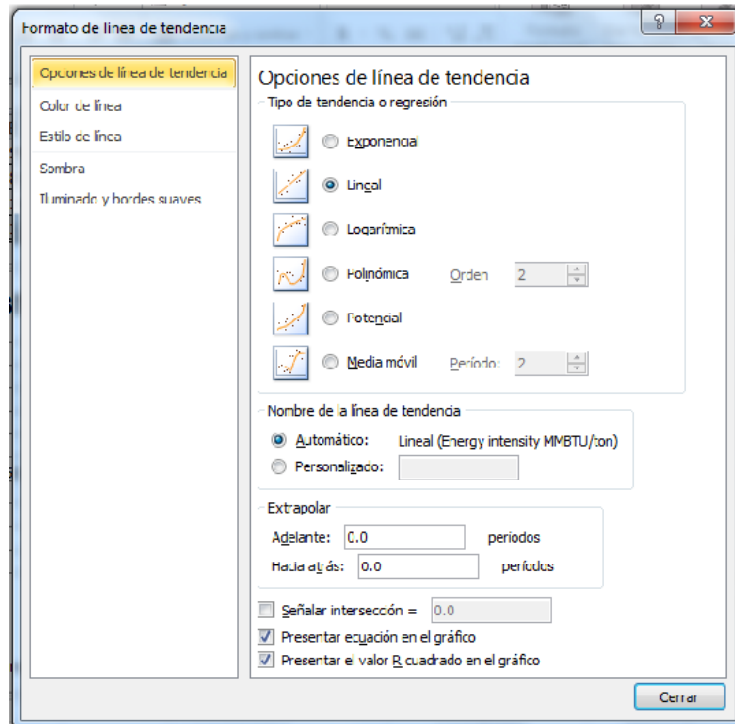 Formato de línea de tendencia
?
X
Opciones de línea de tendencia
Color de línea
Estilo de línea
Sombra
Iluminado y bordes suaves
Opciones de línea de tendencia
Tipo de tendencia o regresión
Exponencial
Lineal
Logarítmica
Polinómica Orden 2
Potencial
Media móvil Período: 2
Nombre de la línea de tendencia
Automático: Lineal (Energy intensity MMBTU/ton)
Personalizado:
Extrapolar
Adelante: 0.0 períodos
Hacia atrás: 0.0 períodos
Señalar intersección = 0.0
Presentar ecuación en el gráfico
Presentar el valor R cuadrado en el gráfico
Cerrar